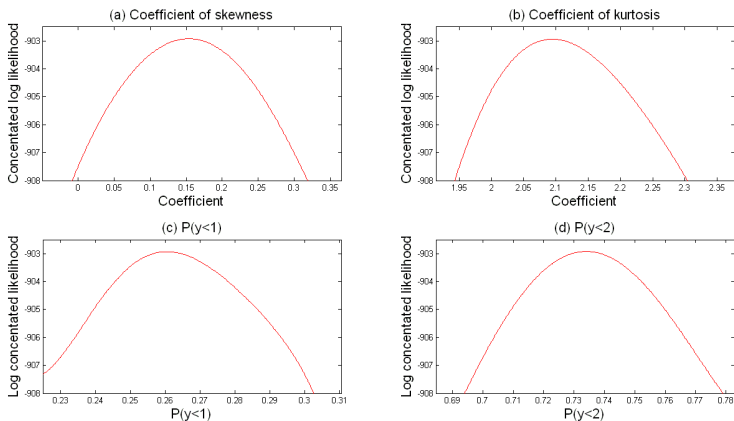 (a) Coefficient of skewness
Concentated log likelihood
-903
-904
-905
-906
-907
-908
0 0.05 0.1 0.15 0.2 0.25 0.3 0.35
Coefficient
(b) Coefficient of kurtosis
Concentated log likelihood
-903
-904
-905
-906
-907
-908
1.95 2 2.05 2.1 2.15 2.2 2.25 2.3 2.35
Coefficient
(c) P(y<1)
Log concentated likelihood
-903
-904
-905
-906
-907
-908
0.23 0.24 0.25 0.26 0.27 0.28 0.29 0.3 0.31
P(y<1)
(d) P(y<2)
Log concentated likelihood
-903
-904
-905
-906
-907
-908
0.69 0.7 0.71 0.72 0.73 0.74 0.75 0.76 0.77 0.78
P(y<2)